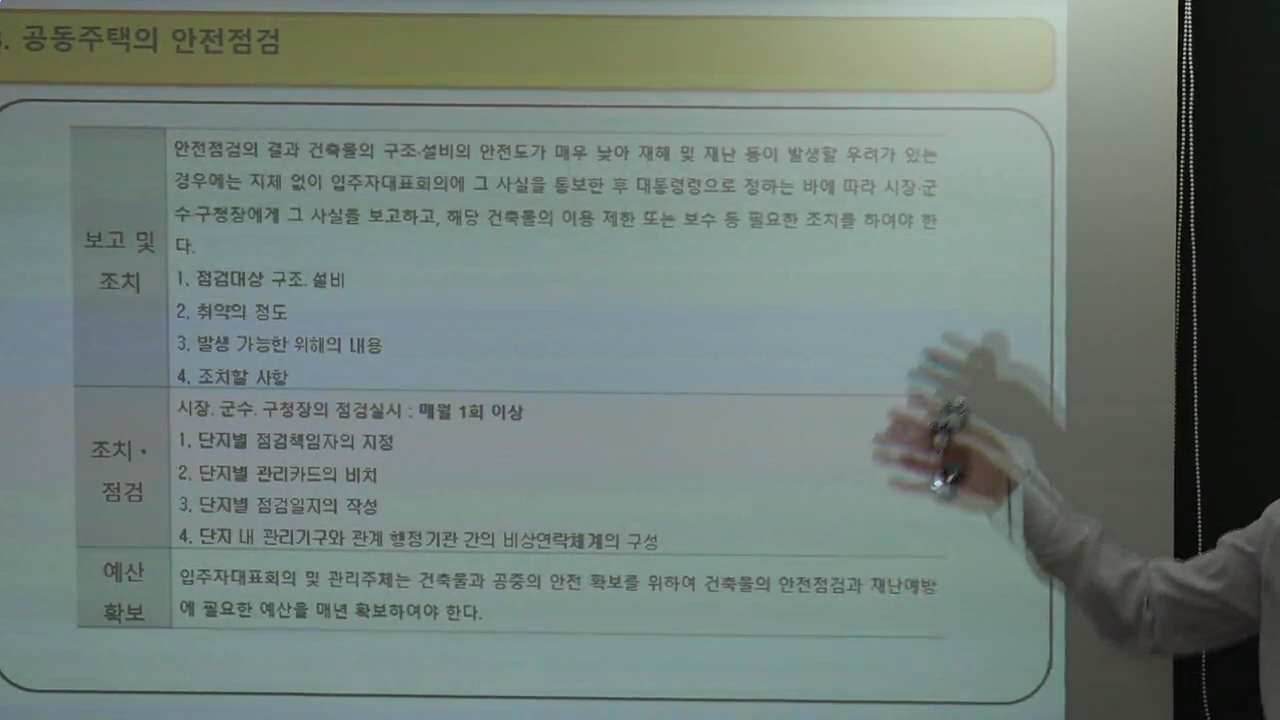 . 공동주택의 안전점검
보고 및
조치
안전점검의 결과 건축물의 구조·설비의 안전도가 매우 낮아 재해 및 재난 등이 발생할 우려가 있는
경우에는 지체 없이 입주자대표회의에 그 사실을 통보한 후 대통령령으로 정하는 바에 따라 시장·군
수·구청장에게 그 사실을 보고하고, 해당 건축물의 이용 제한 또는 보수 등 필요한 조치를 하여야 한
다.
1. 점검대상 구조. 설비
2. 취약의 정도
3. 발생 가능한 위해의 내용
4. 조치할 사항
조치·
점검
시장. 군수. 구청장의 점검실시 : 매월 1회 이상
1. 단지별 점검책임자의 지정
2. 단지별 관리카드의 비치
3. 단지별 점검일지의 작성
4. 단지 내 관리기구와 관계 행정기관 간의 비상연락체계의 구성
예산
확보
입주자대표회의 및 관리주체는 건축물과 공중의 안전 확보를 위하여 건축물의 안전점검과 재난예방
에 필요한 예산을 매년 확보하여야 한다.